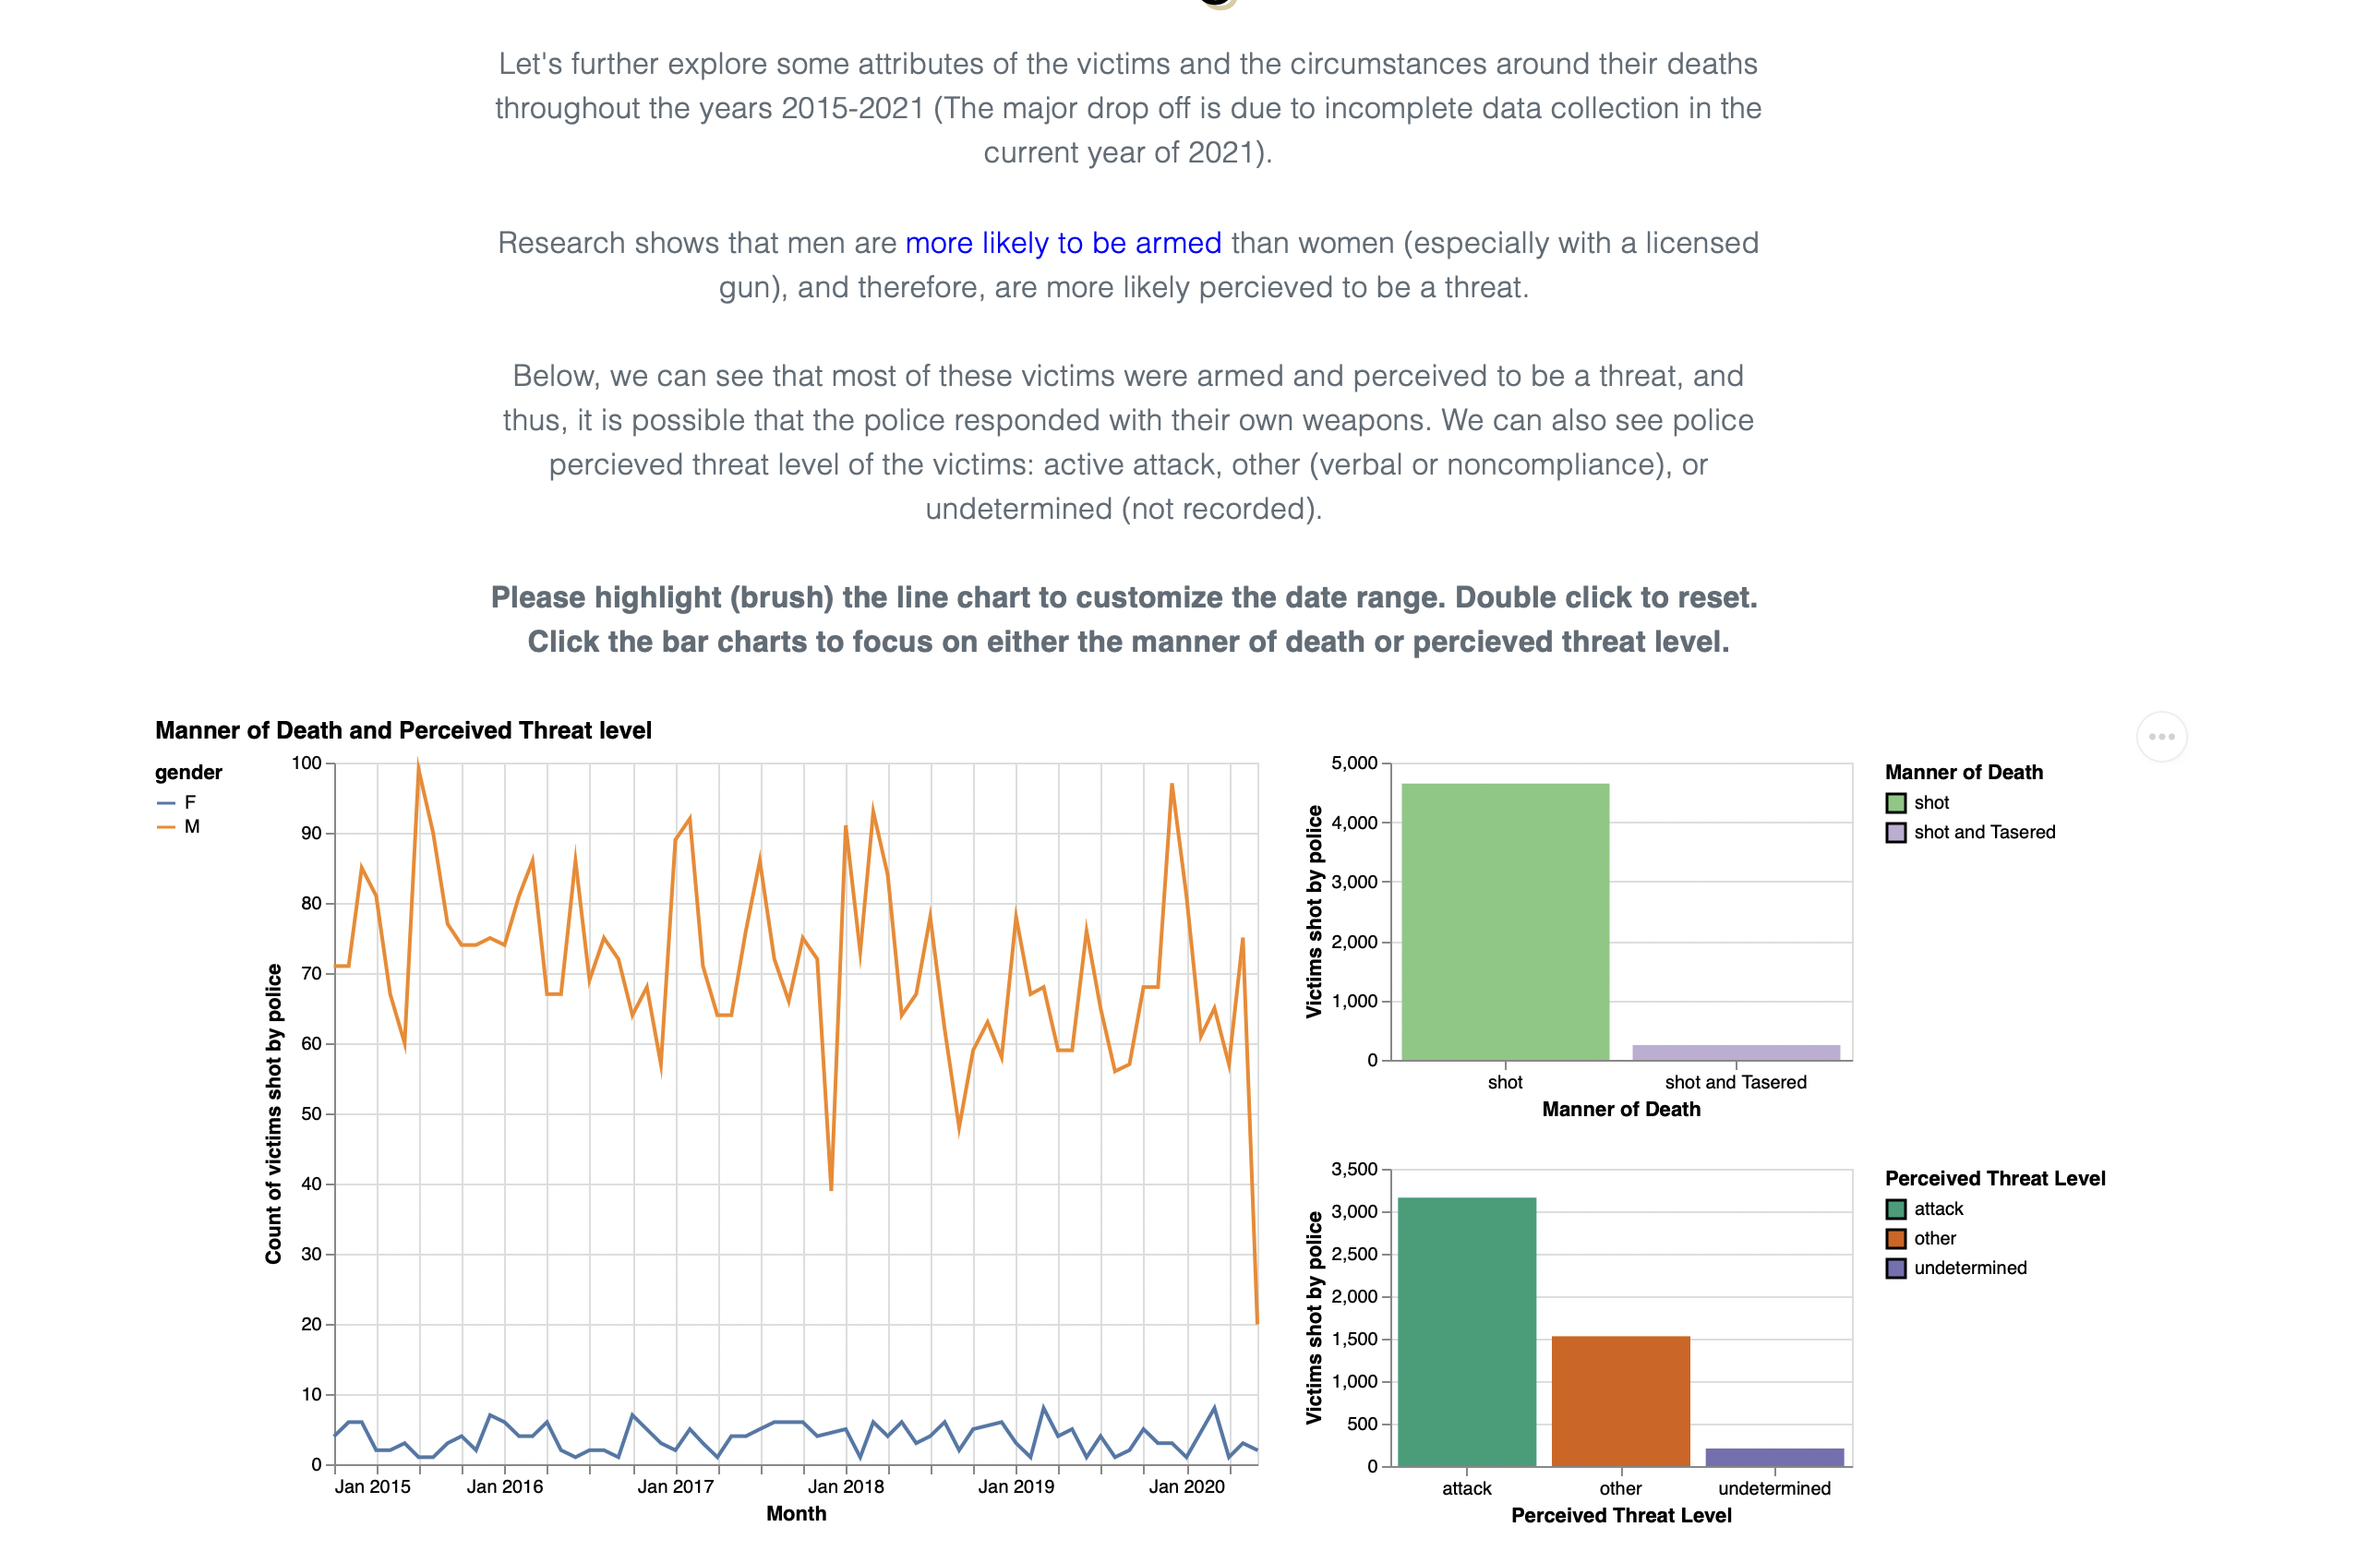 Let's further explore some attributes of the victims and the circumstances around their deaths
throughout the years 2015-2021 (The major drop off is due to incomplete data collection in the
current year of 2021).
Research shows that men are more likely to be armed than women (especially with a licensed
gun), and therefore, are more likely percieved to be a threat.
Below, we can see that most of these victims were armed and perceived to be a threat, and
thus, it is possible that the police responded with their own weapons. We can also see police
percieved threat level of the victims: active attack, other (verbal or noncompliance), or
undetermined (not recorded).
Please highlight (brush) the line chart to customize the date range. Double click to reset.
Click the bar charts to focus on either the manner of death or percieved threat level.
Manner of Death and Perceived Threat level
gender
F
M
Count of victims shot by police
100
90
80
70
60
50
40
30
20
10
0
Jan 2015 Jan 2016 Jan 2017 Jan 2018 Jan 2019 Jan 2020
Month
Victims shot by police
5,000
4,000
3,000
2,000
1,000
0
shot shot and Tasered
Manner of Death
Manner of Death
shot
shot and Tasered
Victims shot by police
3,500
3,000
2,500
2,000
1,500
1,000
500
0
attack other undetermined
Perceived Threat Level
Perceived Threat Level
attack
other
undetermined